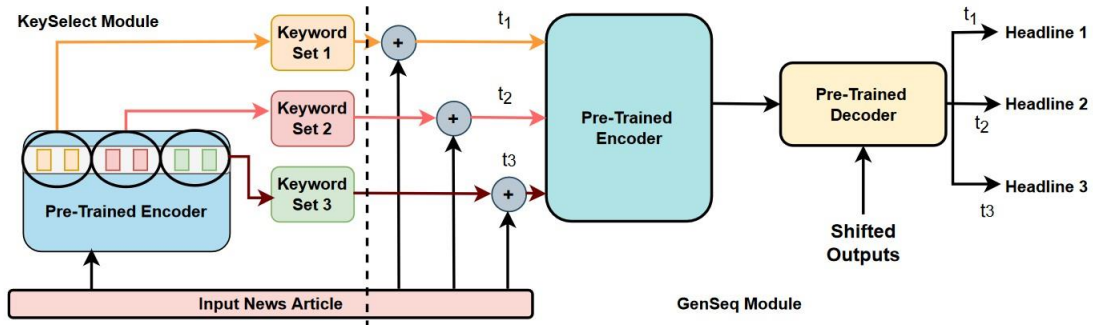 KeySelect Module
Keyword
Set 1
Keyword
Set 2
Keyword
Set 3
Pre-Trained Encoder
Input News Article
+
+
+
t1
t2
t3
Pre-Trained
Encoder
Pre-Trained
Decoder
Shifted
Outputs
GenSeq Module
t1
Headline 1
Headline 2
t2
Headline 3
t3